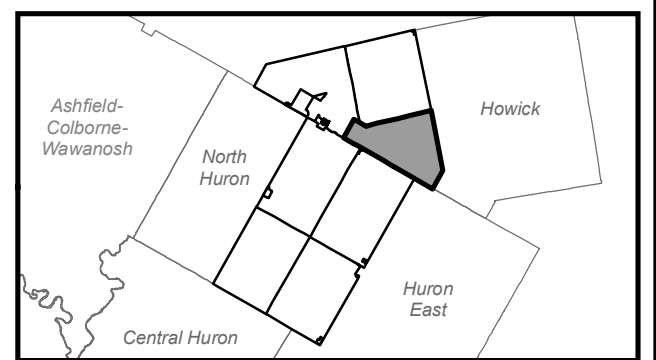 Ashfield-
Colborne-
Wawanosh
North
Huron
Howick
Huron
East
Central Huron